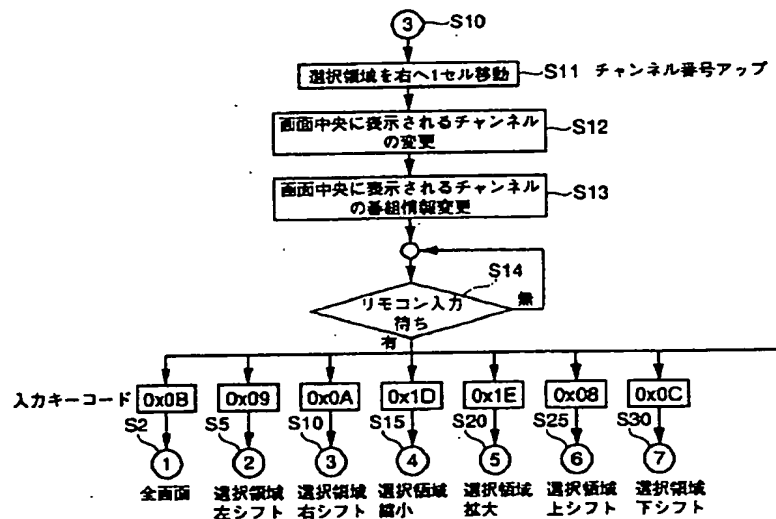 3 S10
選択領域を右へ1セル移動 S11 チャンネル番号アップ
画面中央に表示されるチャンネル
の変更 S12
画面中央に表示されるチャンネル
の番組情報変更 S13
S14
リモコン入力
待ち
無
有
入力キーコード 0x0B 0x09 0x0A 0x1D 0x1E 0x08 0x0C
S2 S5 S10 S15 S20 S25 S30
1 2 3 4 5 6 7
全画面 選択領域 選択領域 選択領域 選択領域 選択領域 選択領域
左シフト 右シフト 縮小 拡大 上シフト 下シフト